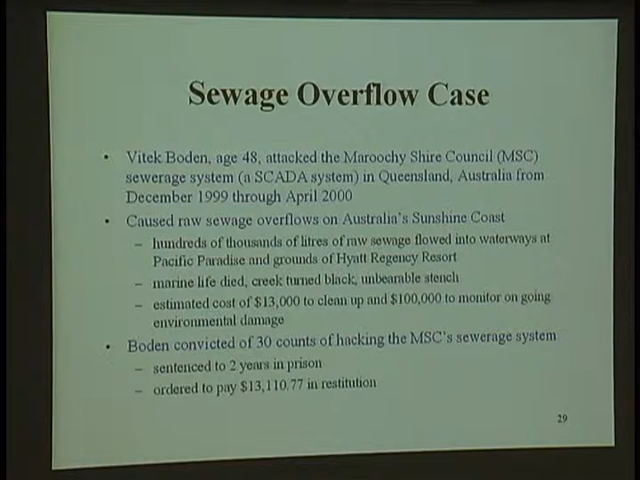 Sewage Overflow Case
• Vitek Boden, age 48, attacked the Maroochy Shire Council (MSC)
sewerage system (a SCADA system) in Queensland, Australia from
December 1999 through April 2000
• Caused raw sewage overflows on Australia's Sunshine Coast
– hundreds of thousands of litres of raw sewage flowed into waterways at
Pacific Paradise and grounds of Hyatt Regency Resort
– marine life died, creek turned black, unbearable stench
– estimated cost of $13,000 to clean up and $100,000 to monitor on going
environmental damage
• Boden convicted of 30 counts of hacking the MSC's sewerage system
– sentenced to 2 years in prison
– ordered to pay $13,110.77 in restitution
29